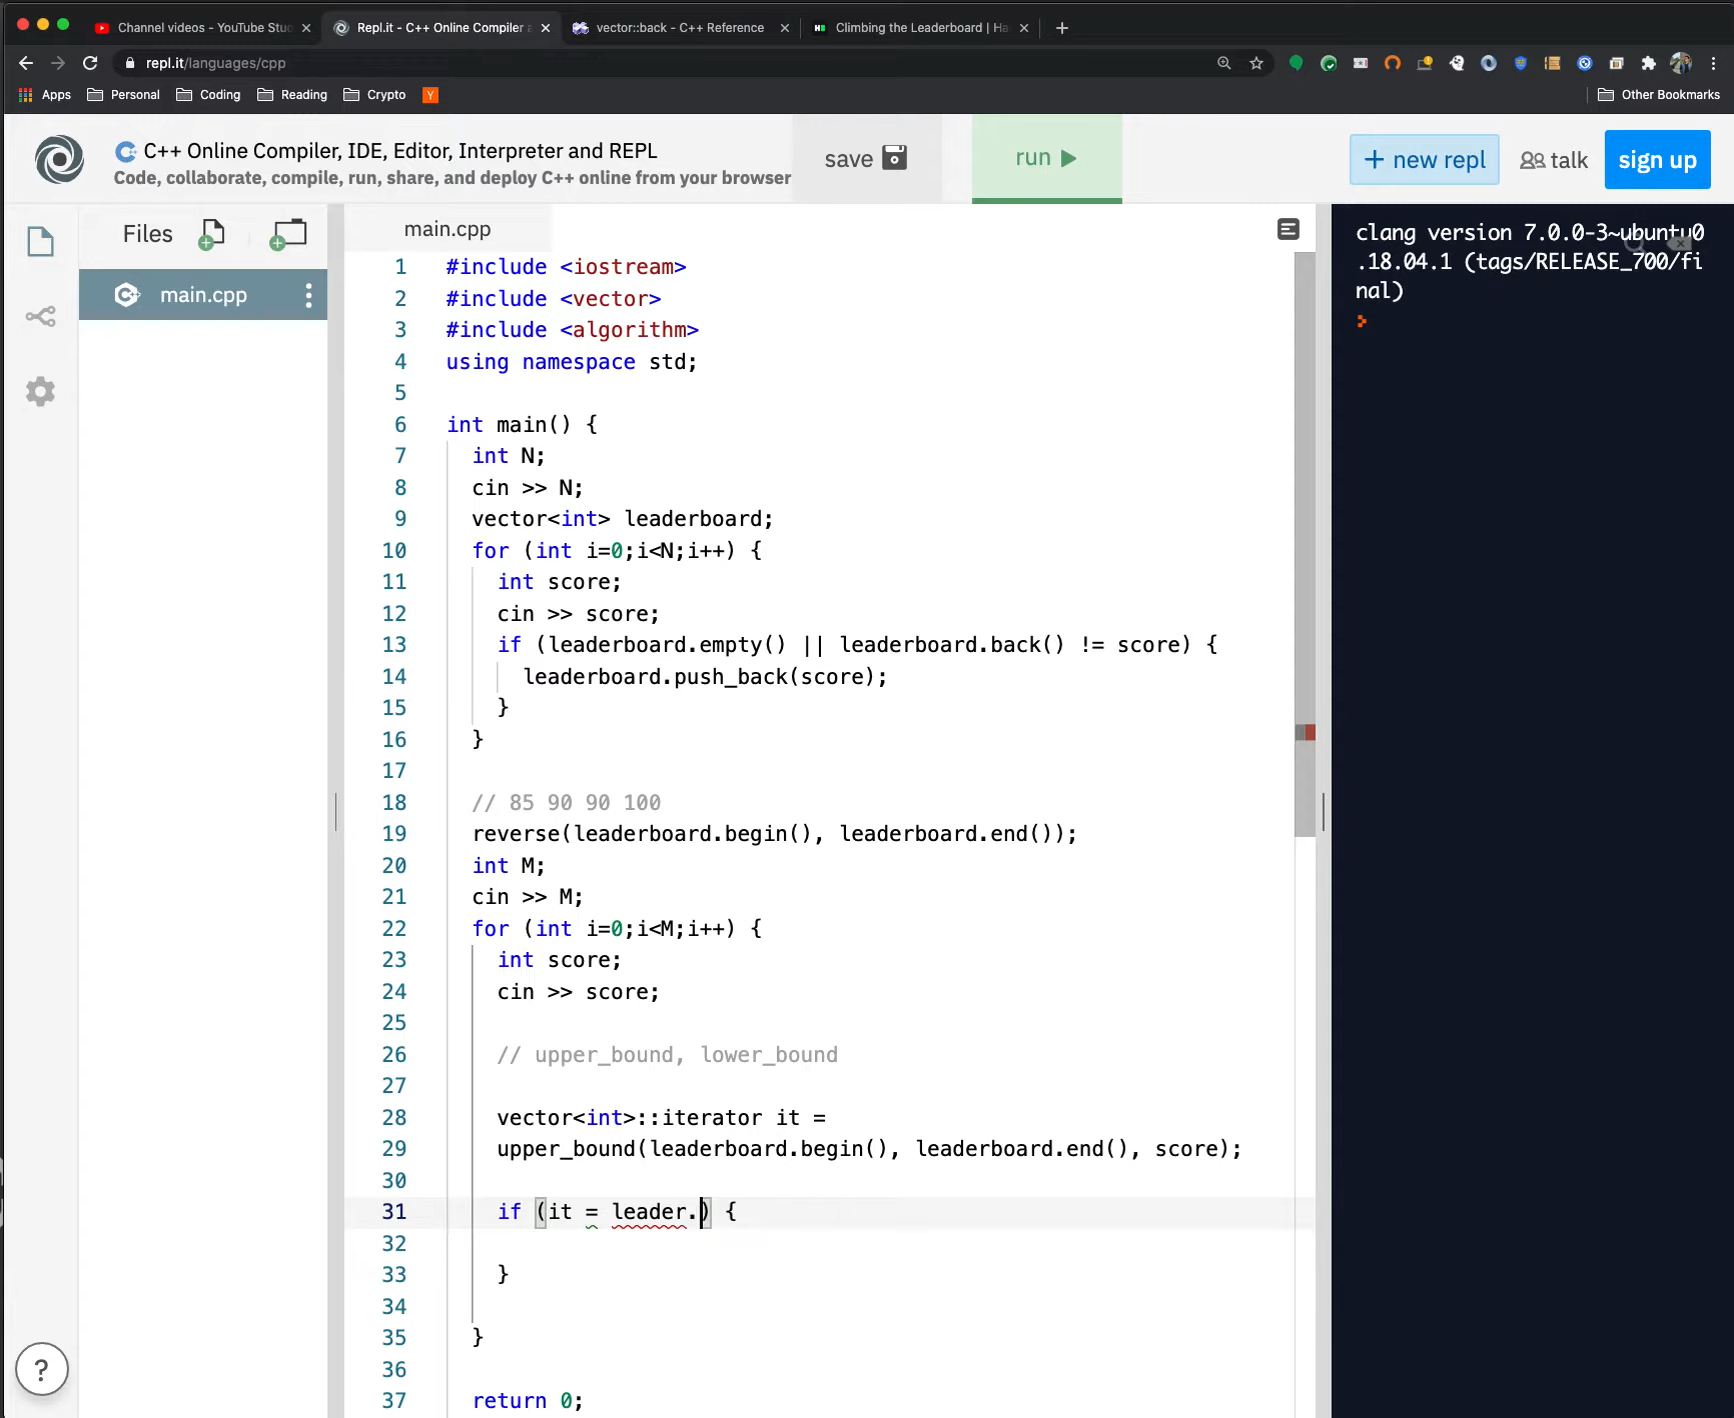 Channel videos - YouTube Stu
Repl.it - C++ Online Compiler
vector::back - C++ Reference
Climbing the Leaderboard | Ha
repl.it/languages/cpp
Apps
Personal
Coding
Reading
Crypto
Y
Other Bookmarks
C++ Online Compiler, IDE, Editor, Interpreter and REPL
Code, collaborate, compile, run, share, and deploy C++ online from your browser
save
run
+ new repl
talk
sign up
Files
main.cpp
main.cpp
1 #include <iostream>
2 #include <vector>
3 #include <algorithm>
4 using namespace std;
5
6 int main() {
7 int N;
8 cin >> N;
9 vector<int> leaderboard;
10 for (int i=0;i<N;i++) {
11 int score;
12 cin >> score;
13 if (leaderboard.empty() || leaderboard.back() != score) {
14 leaderboard.push_back(score);
15 }
16 }
17
18 // 85 90 90 100
19 reverse(leaderboard.begin(), leaderboard.end());
20 int M;
21 cin >> M;
22 for (int i=0;i<M;i++) {
23 int score;
24 cin >> score;
25
26 // upper_bound, lower_bound
27
28 vector<int>::iterator it =
29 upper_bound(leaderboard.begin(), leaderboard.end(), score);
30
31 if (it = leader.) {
32
33 }
34
35 }
36
37 return 0;
clang version 7.0.0-3~ubuntu0
.18.04.1 (tags/RELEASE_700/fi
nal)
?